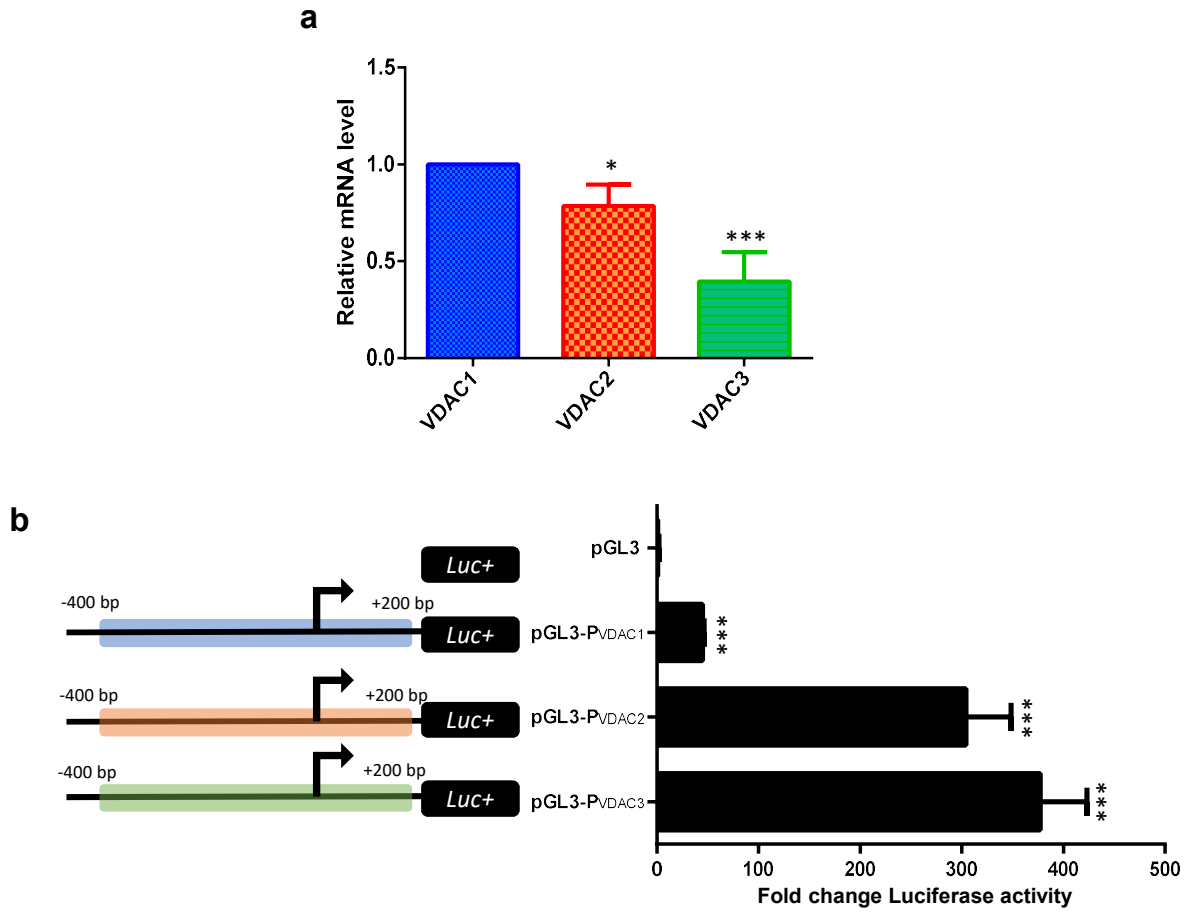 a
Relative mRNA level
1.5
1.0
0.5
0.0
*
***
VDAC1
VDAC2
VDAC3
b
Luc+
-400 bp
+200 bp
Luc+
-400 bp
+200 bp
Luc+
-400 bp
+200 bp
Luc+
pGL3
pGL3-PVDAC1
***
pGL3-PVDAC2
***
pGL3-PVDAC3
***
0 100 200 300 400 500
Fold change Luciferase activity